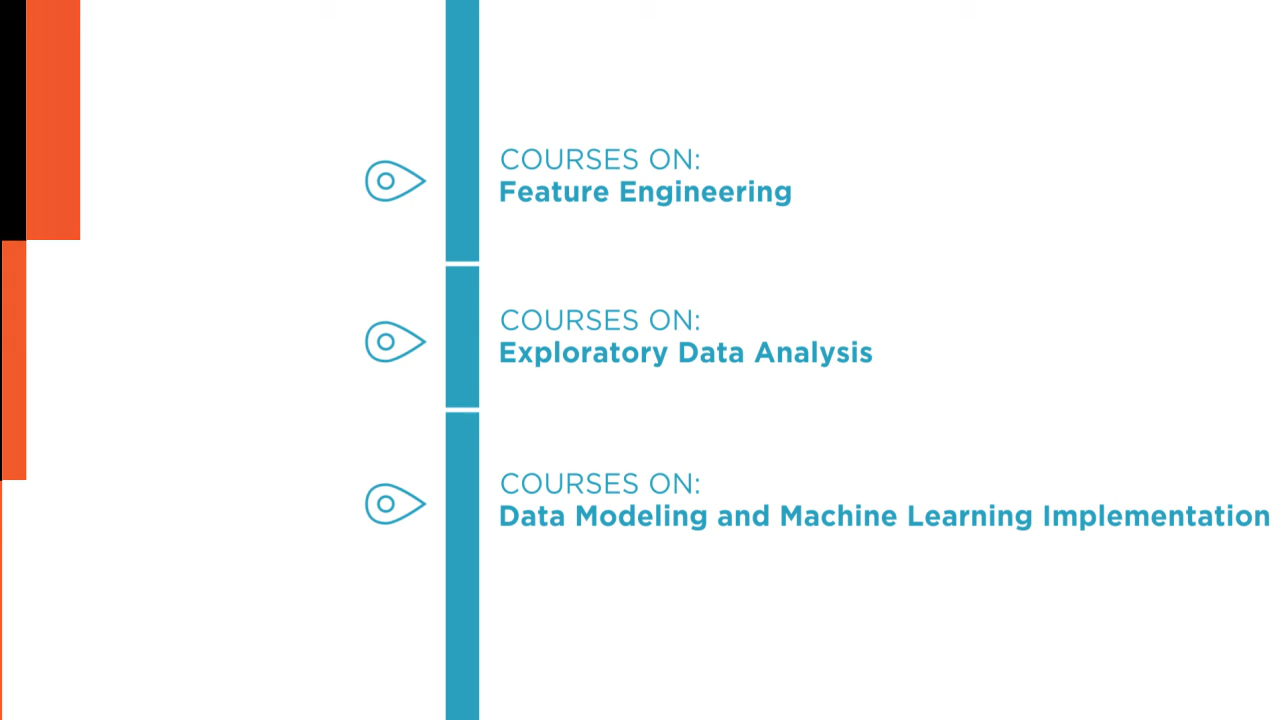 COURSES ON:
Feature Engineering
COURSES ON:
Exploratory Data Analysis
COURSES ON:
Data Modeling and Machine Learning Implementation